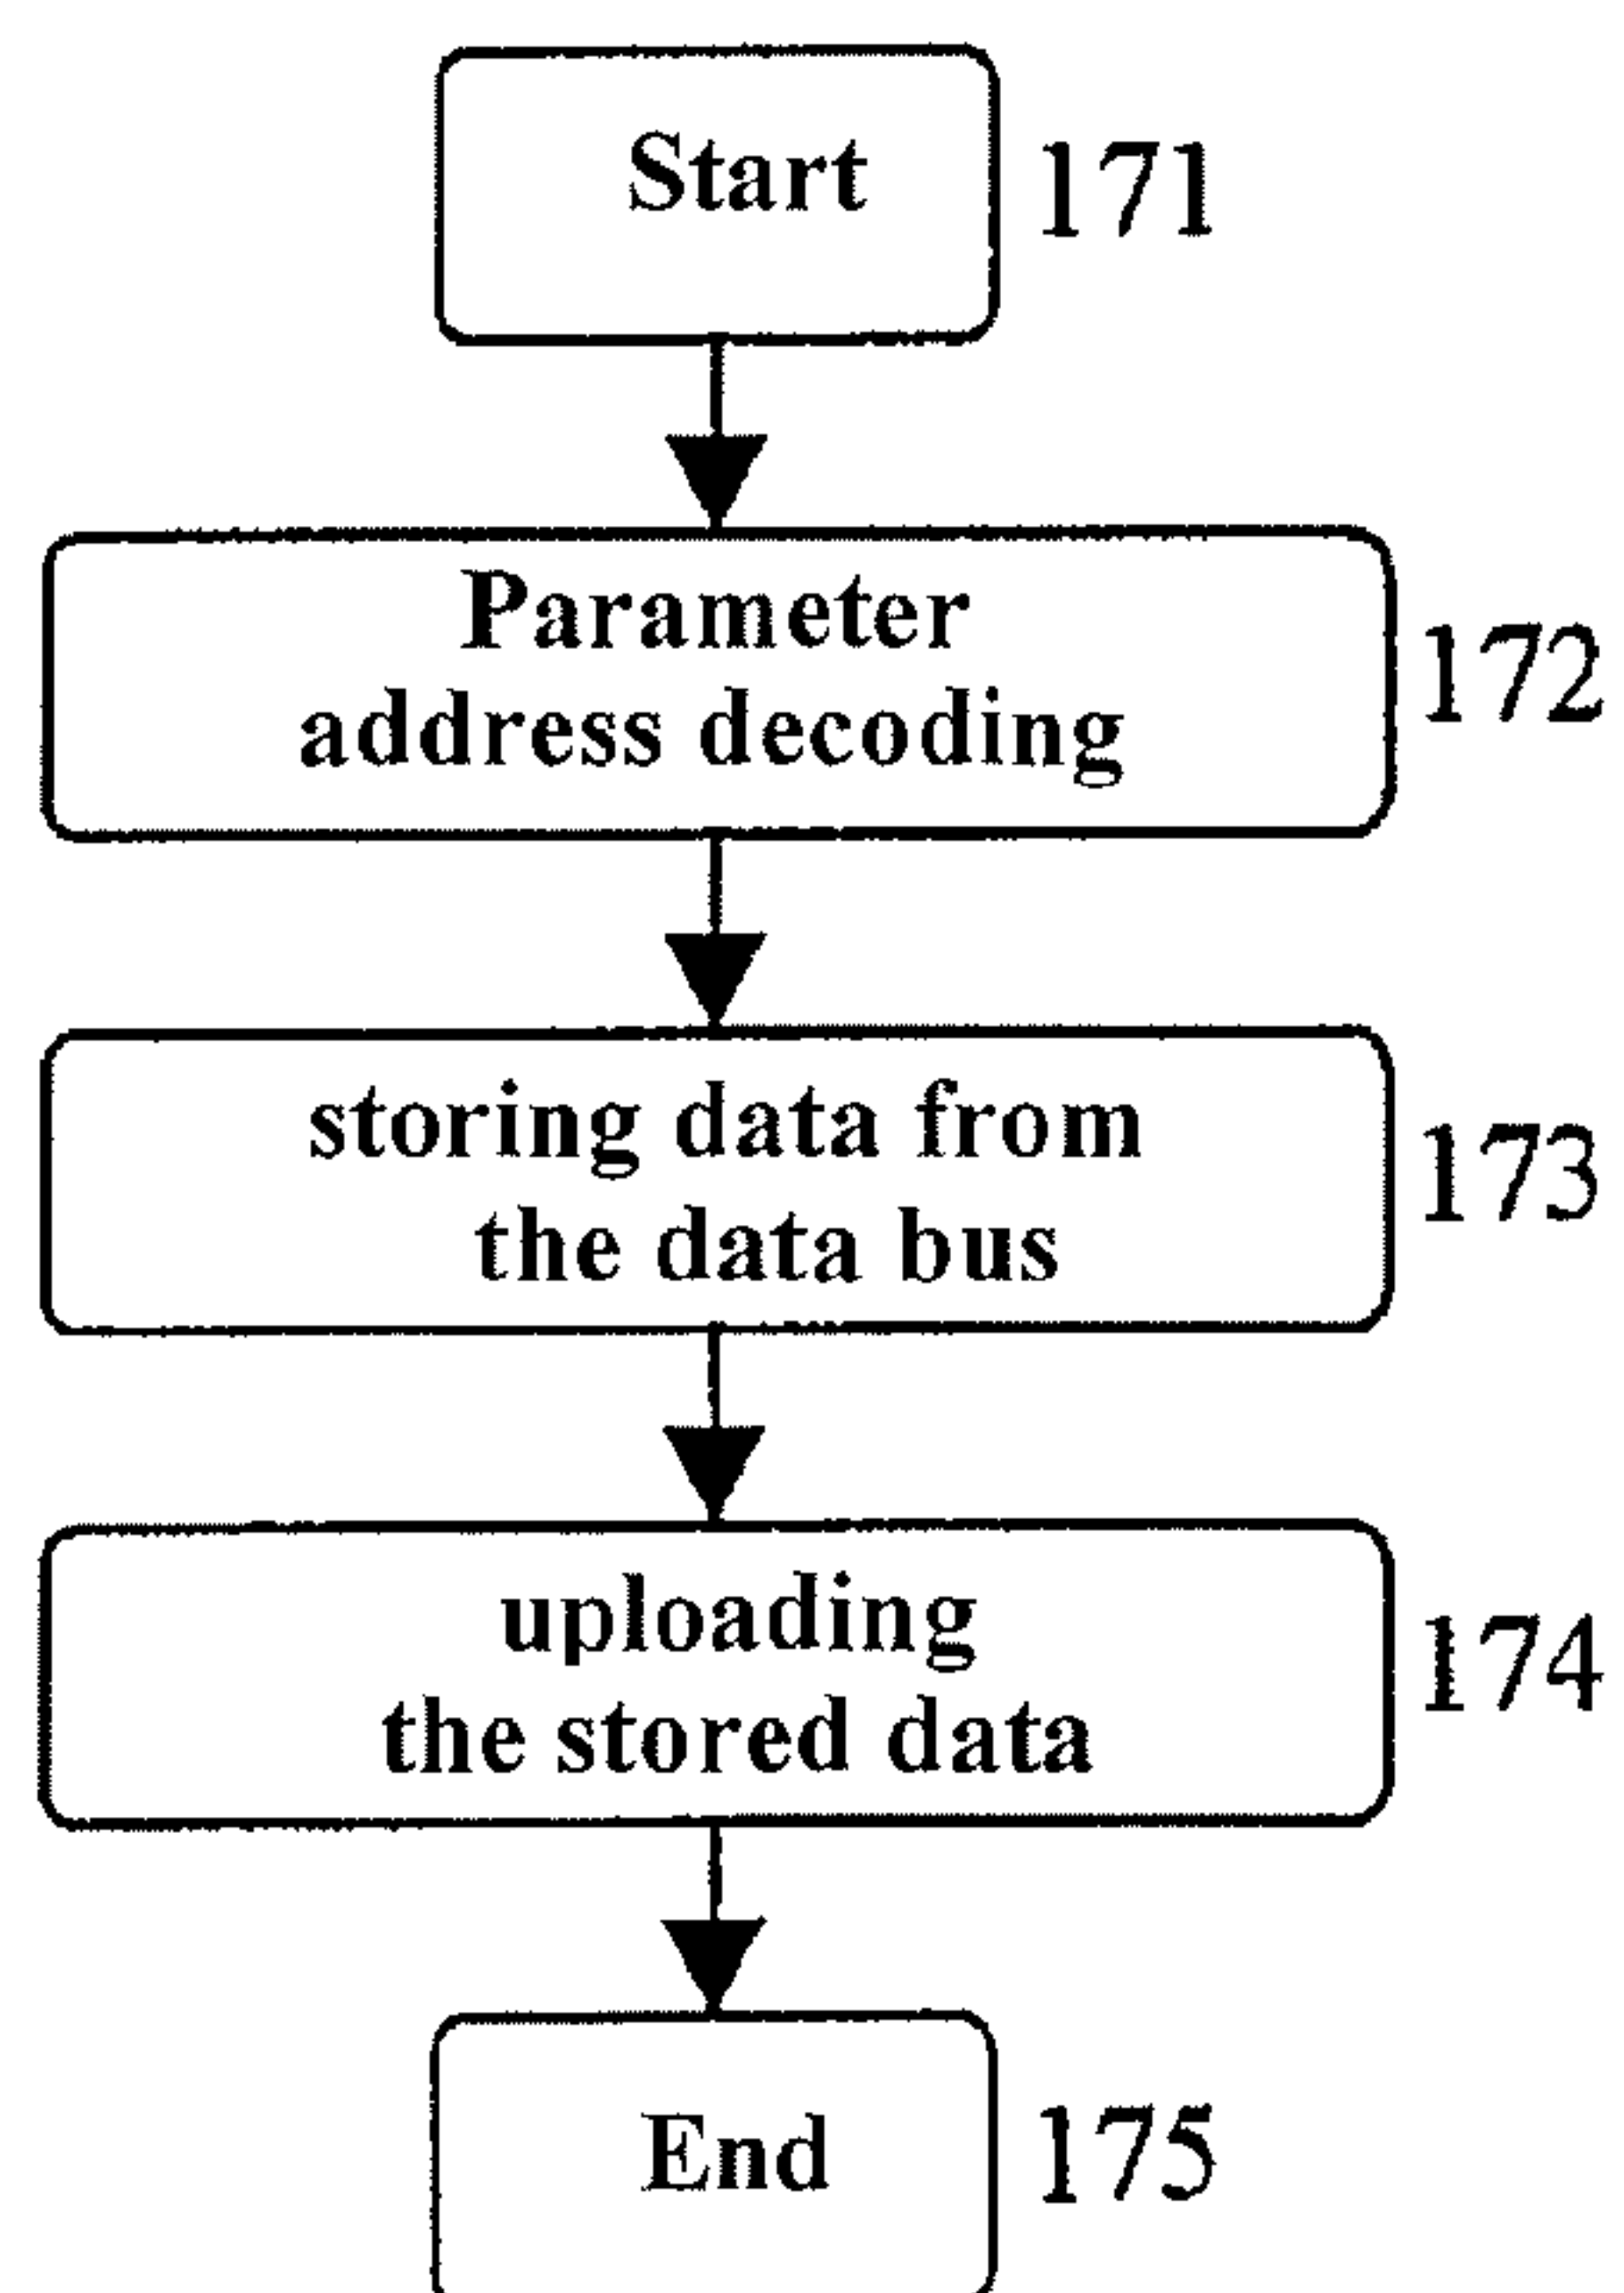 Start
171
Parameter
address decoding
172
storing data from
the data bus
173
uploading
the stored data
174
End
175